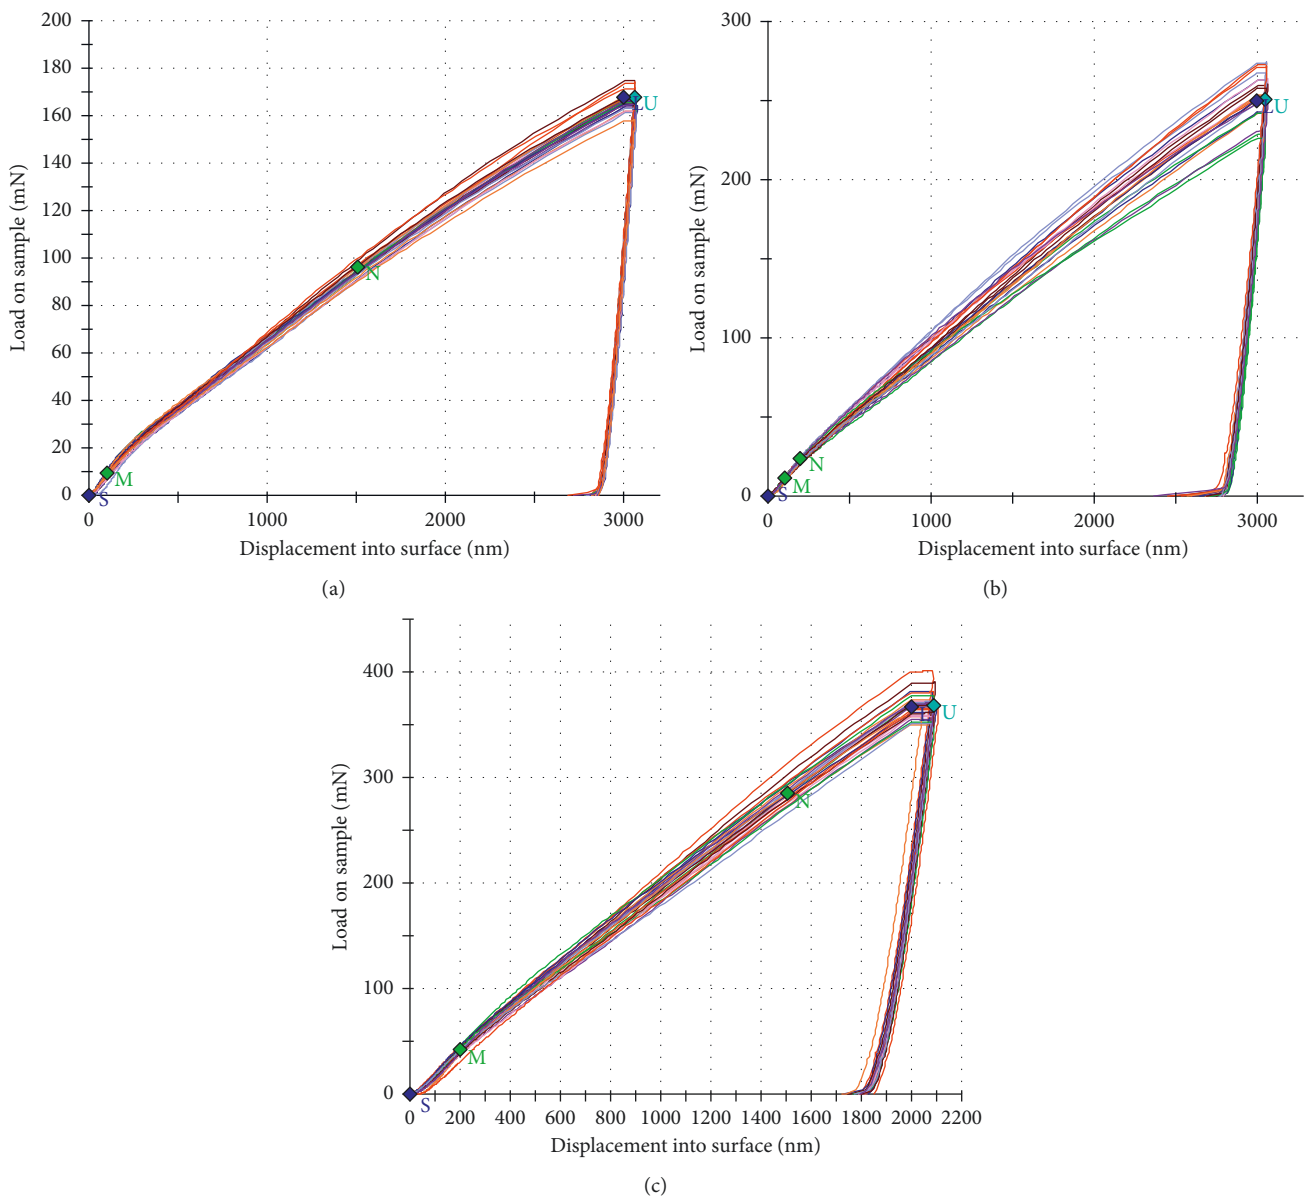 200
180
160
140
120
100
80
60
40
20
0
Load on sample (mN)
LU
N
M
S
0 1000 2000 3000
Displacement into surface (nm)
(a)
300
200
100
0
Load on sample (mN)
LU
N
M
S
0 1000 2000 3000
Displacement into surface (nm)
(b)
400
300
200
100
0
Load on sample (mN)
L U
N
M
S
0 200 400 600 800 1000 1200 1400 1600 1800 2000 2200
Displacement into surface (nm)
(c)